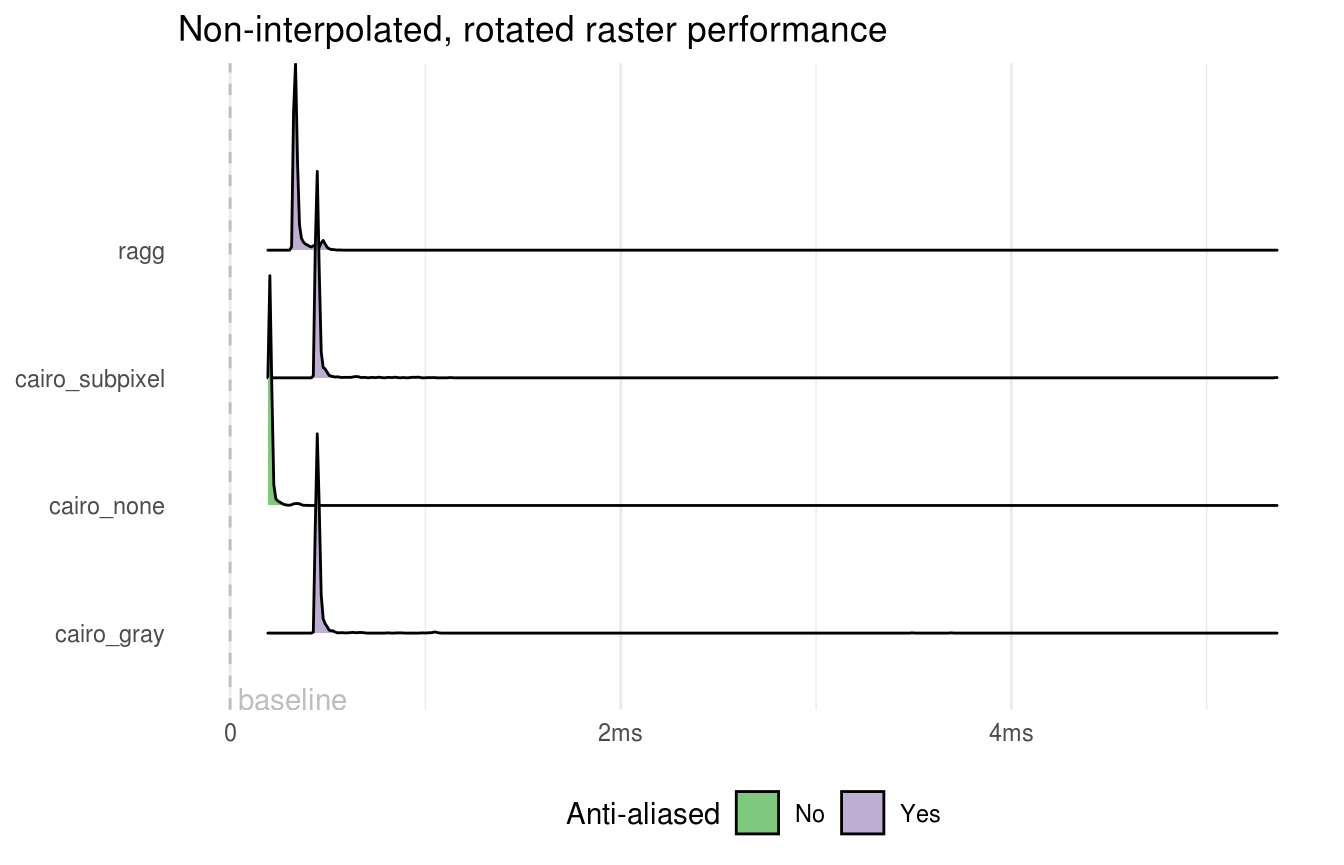 Non-interpolated, rotated raster performance
ragg
cairo_subpixel
cairo_none
cairo_gray
baseline
0 2ms 4ms
Anti-aliased No Yes